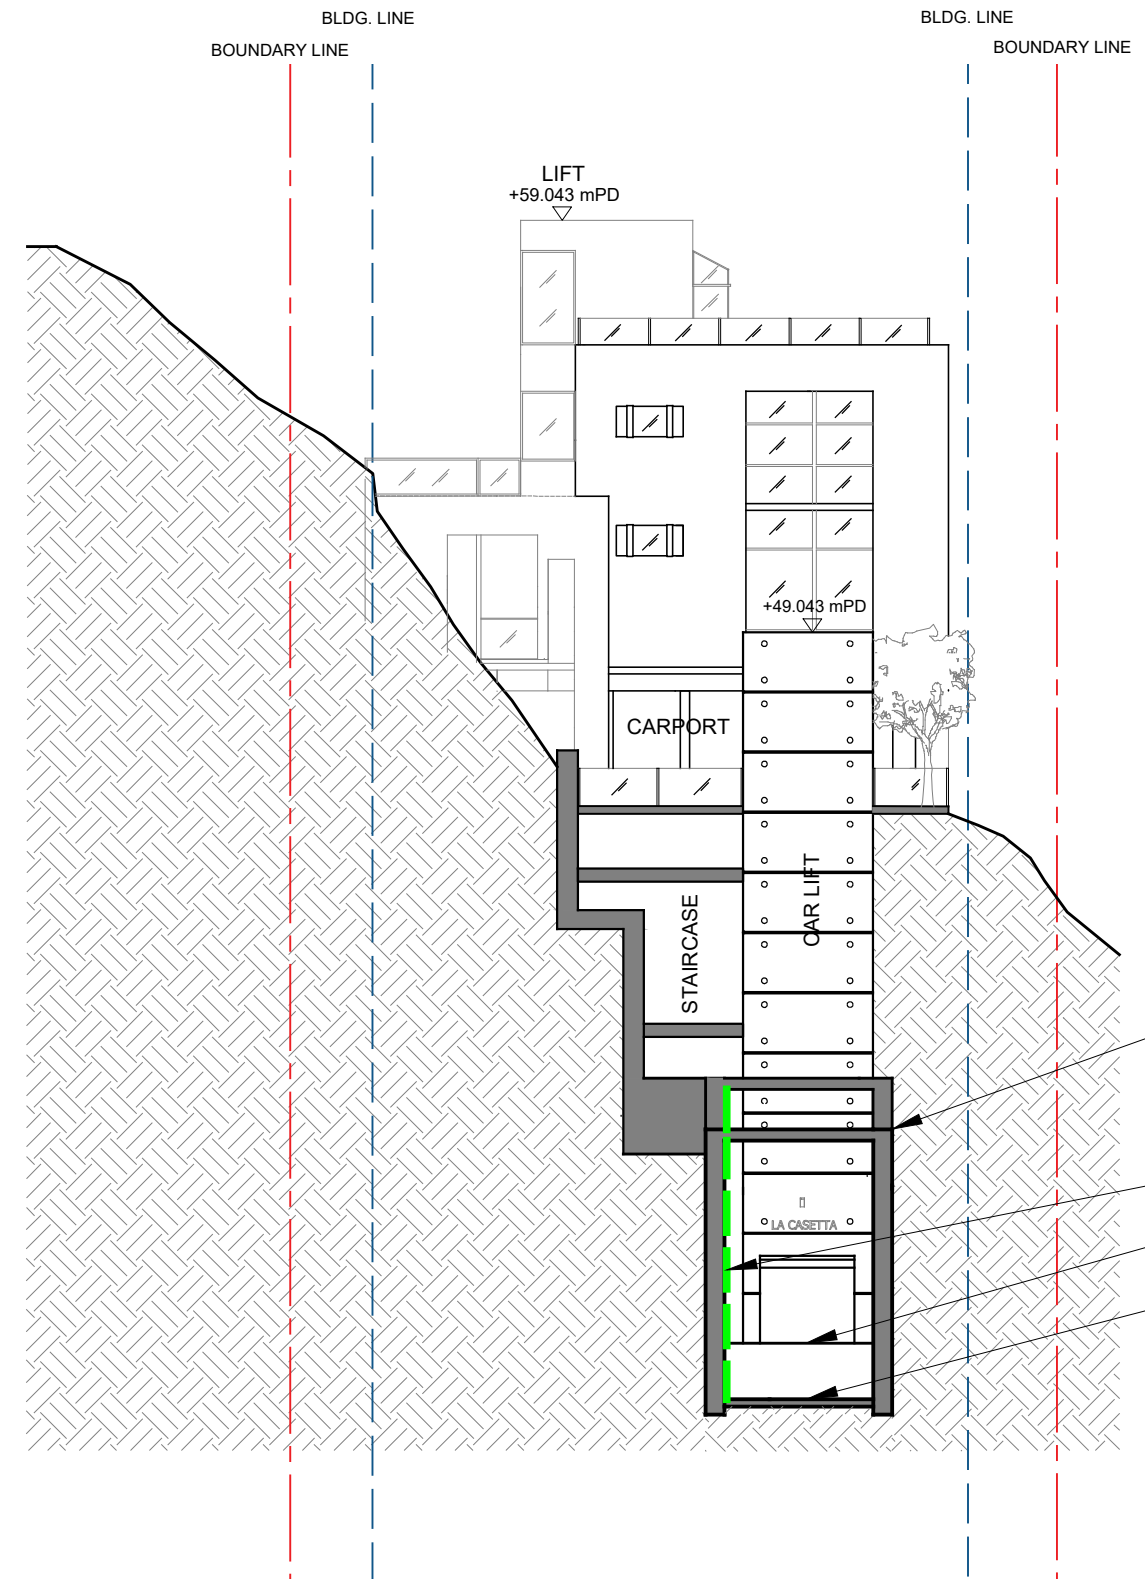 BLDG. LINE
BLDG. LINE
BOUNDARY LINE
BOUNDARY LINE
LIFT
+59.043 mPD
+49.043 mPD
CARPORT
CAR LIFT
STAIRCASE
LA CASETTA